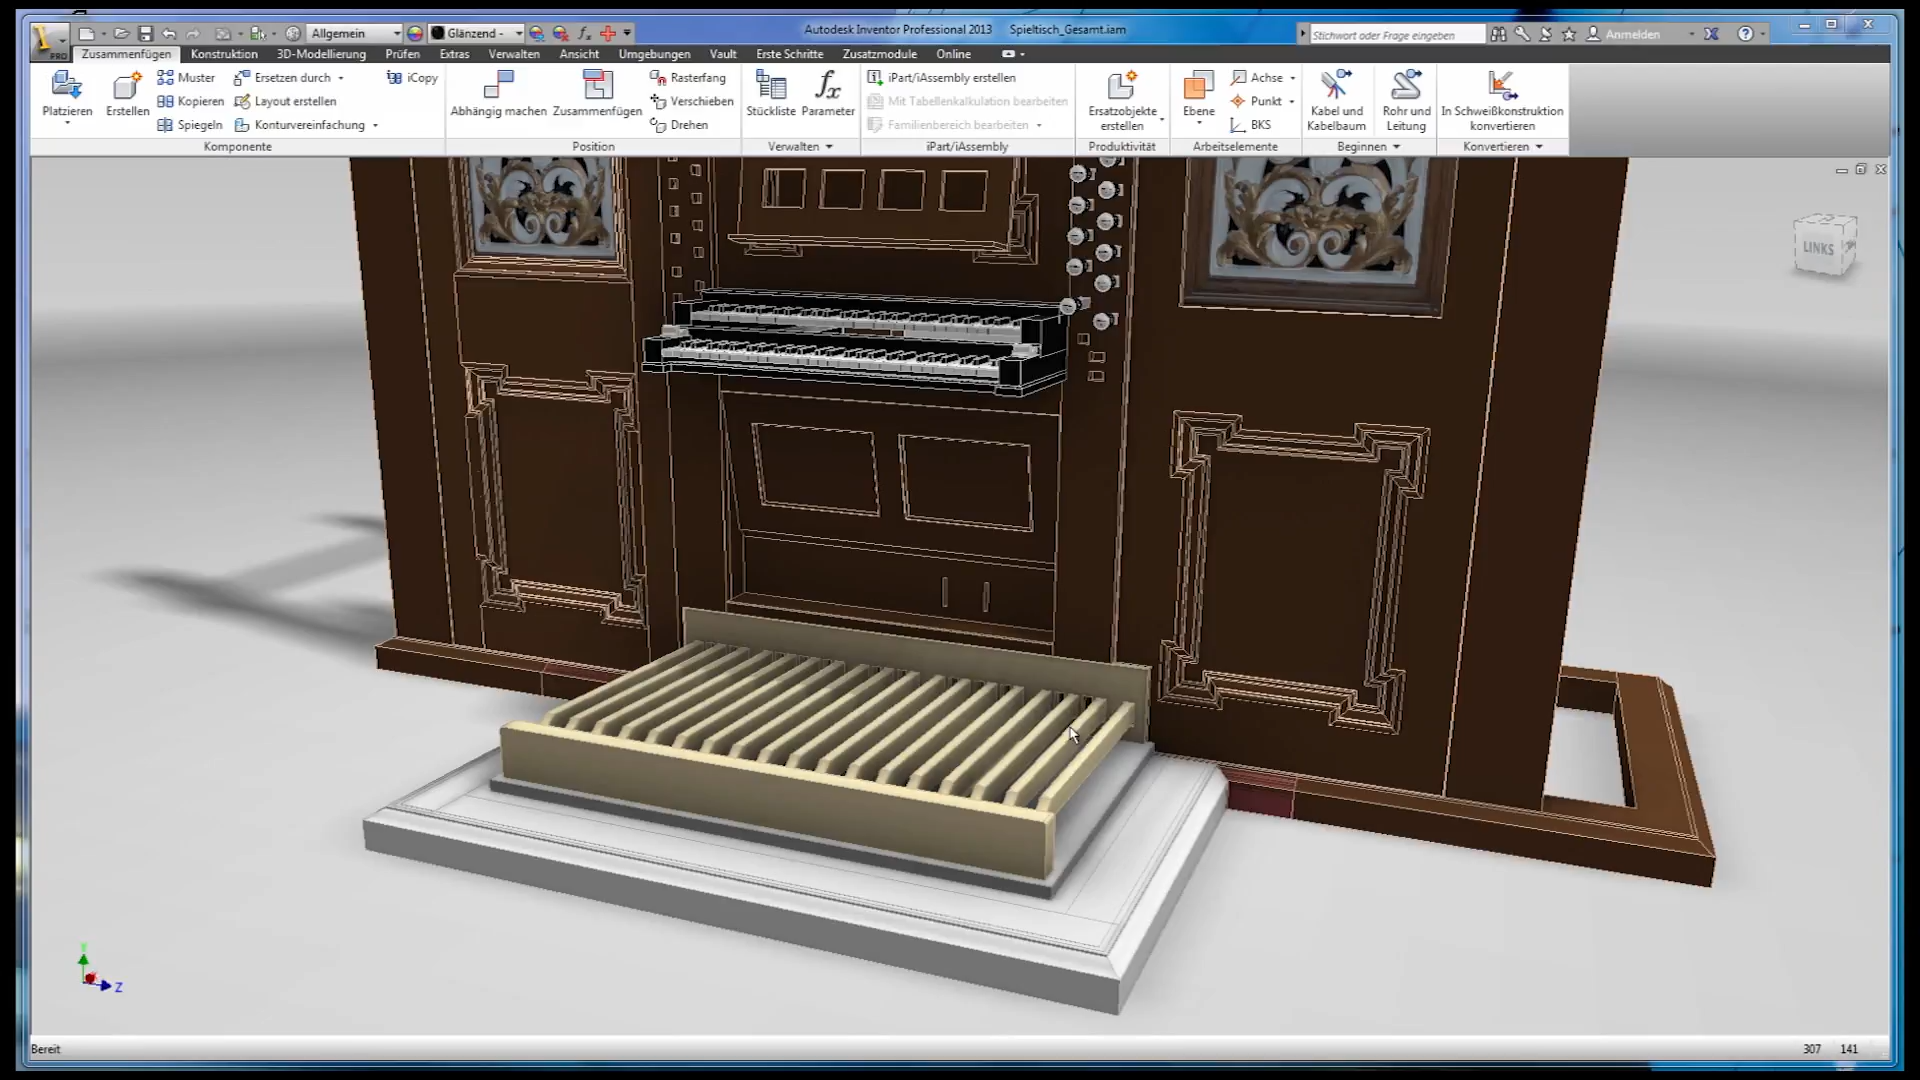 Allgemein
Glänzend -
Autodesk Inventor Professional 2013 Spieltisch_Gesamt.iam
Stichwort oder Frage eingeben
Anmelden
PRO
Zusammenfügen Konstruktion 3D-Modellierung Prüfen Extras Verwalten Ansicht Umgebungen Vault Erste Schritte Zusatzmodule Online
Platzieren
Erstellen
Muster
Kopieren
Spiegeln
Ersetzen durch
Layout erstellen
Konturvereinfachung
iCopy
Komponente
Abhängig machen
Zusammenfügen
Rasterfang
Verschieben
Drehen
Position
Stückliste
Parameter
Verwalten
iPart/iAssembly erstellen
Mit Tabellenkalkulation bearbeiten
Familienbereich bearbeiten
iPart/iAssembly
Ersatzobjekte
erstellen
Produktivität
Ebene
Achse
Punkt
BKS
Arbeitselemente
Kabel und
Kabelbaum
Rohr und
Leitung
Beginnen
In Schweißkonstruktion
konvertieren
Konvertieren
LINKS
Z
Bereit
307 141